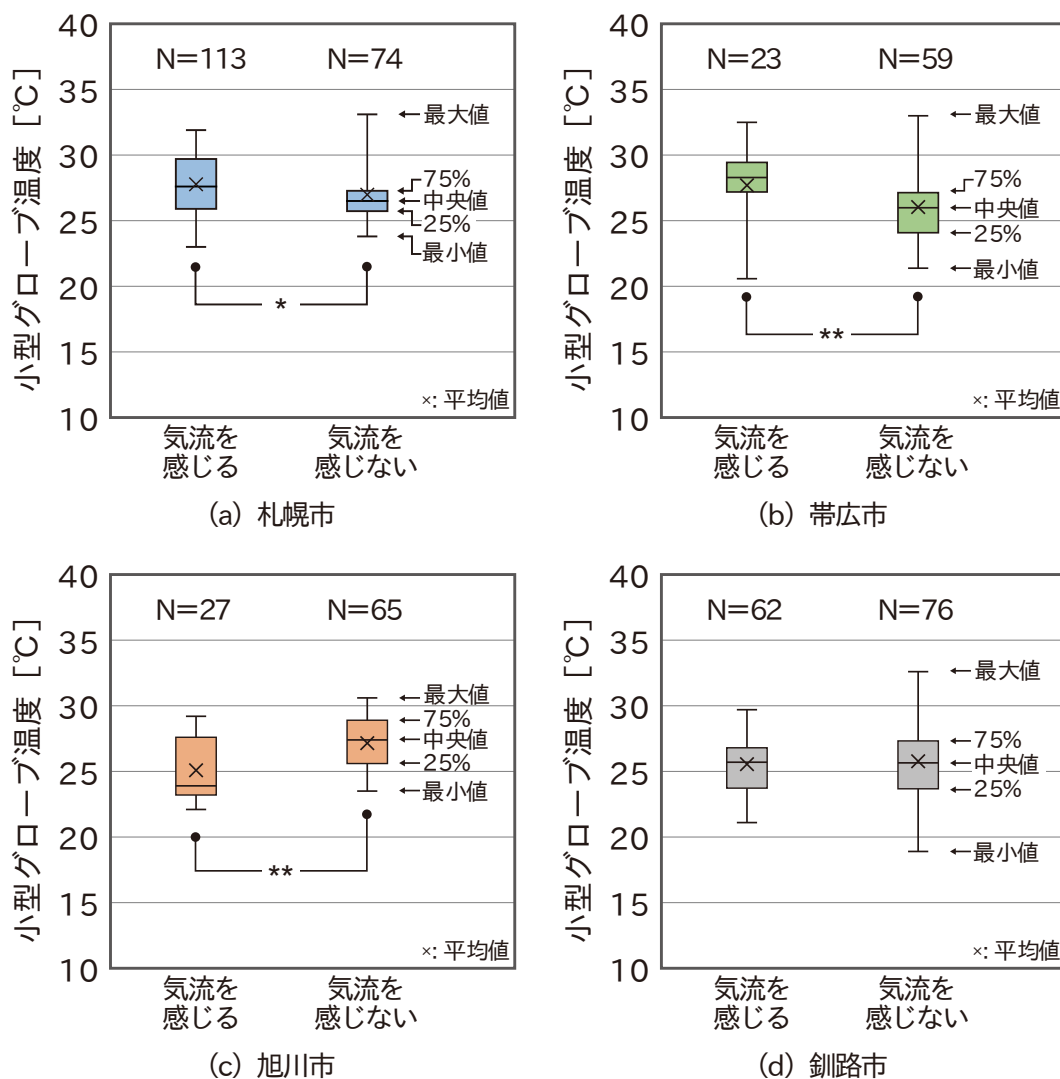 小型グローブ温度 [℃]
40
35
30
25
20
15
10
N=113
N=74
最大値
75%
中央値
25%
最小値
*
×: 平均値
気流を
感じる
気流を
感じない
(a) 札幌市
小型グローブ温度 [℃]
40
35
30
25
20
15
10
N=23
N=59
最大値
75%
中央値
25%
最小値
**
×: 平均値
気流を
感じる
気流を
感じない
(b) 帯広市
小型グローブ温度 [℃]
40
35
30
25
20
15
10
N=27
N=65
最大値
75%
中央値
25%
最小値
**
×: 平均値
気流を
感じる
気流を
感じない
(c) 旭川市
小型グローブ温度 [℃]
40
35
30
25
20
15
10
N=62
N=76
最大値
75%
中央値
25%
最小値
×: 平均値
気流を
感じる
気流を
感じない
(d) 釧路市